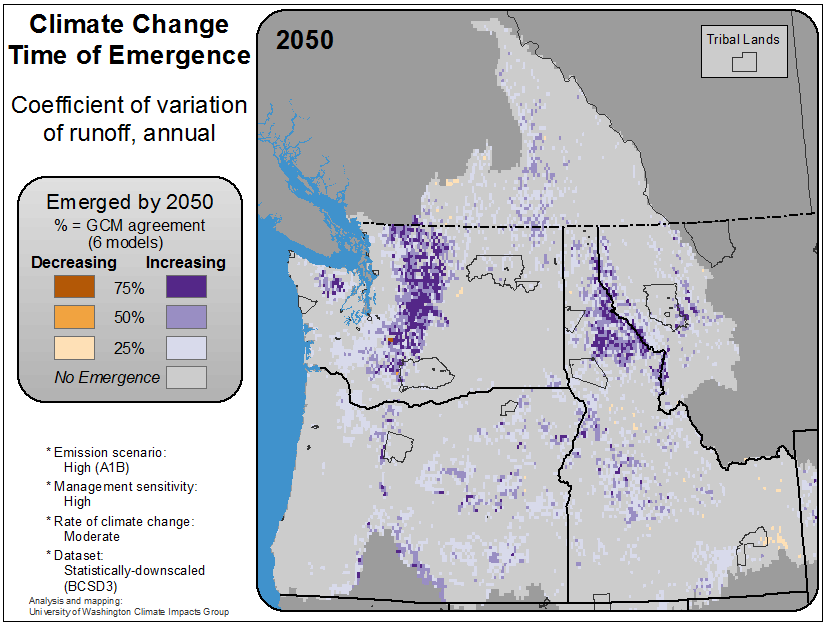 Climate Change
Time of Emergence
Coefficient of variation
of runoff, annual
Emerged by 2050
% = GCM agreement
(6 models)
Decreasing Increasing
75%
50%
25%
No Emergence
* Emission scenario:
High (A1B)
* Management sensitivity:
High
* Rate of climate change:
Moderate
* Dataset:
Statistically-downscaled
(BCSD3)
Analysis and mapping:
University of Washington Climate Impacts Group
2050
Tribal Lands